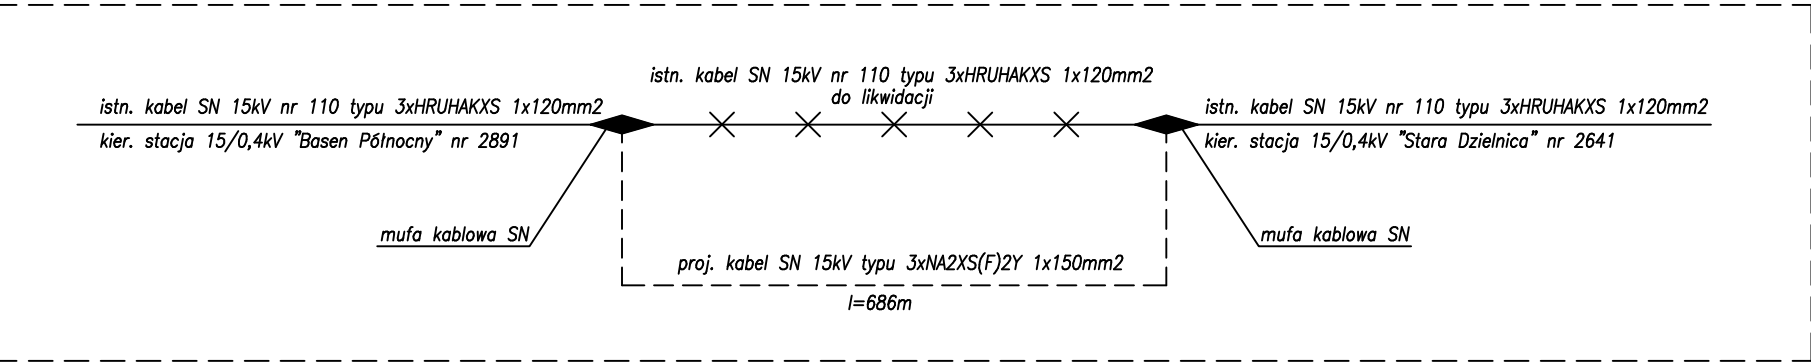 istn. kabel SN 15kV nr 110 typu 3xHRUHAKXS 1x120mm2
do likwidacji
istn. kabel SN 15kV nr 110 typu 3xHRUHAKXS 1x120mm2
kier. stacja 15/0,4kV "Basen Północny" nr 2891
istn. kabel SN 15kV nr 110 typu 3xHRUHAKXS 1x120mm2
kier. stacja 15/0,4kV "Stara Dzielnica" nr 2641
mufa kablowa SN
mufa kablowa SN
proj. kabel SN 15kV typu 3xNA2XS(F)2Y 1x150mm2
l=686m